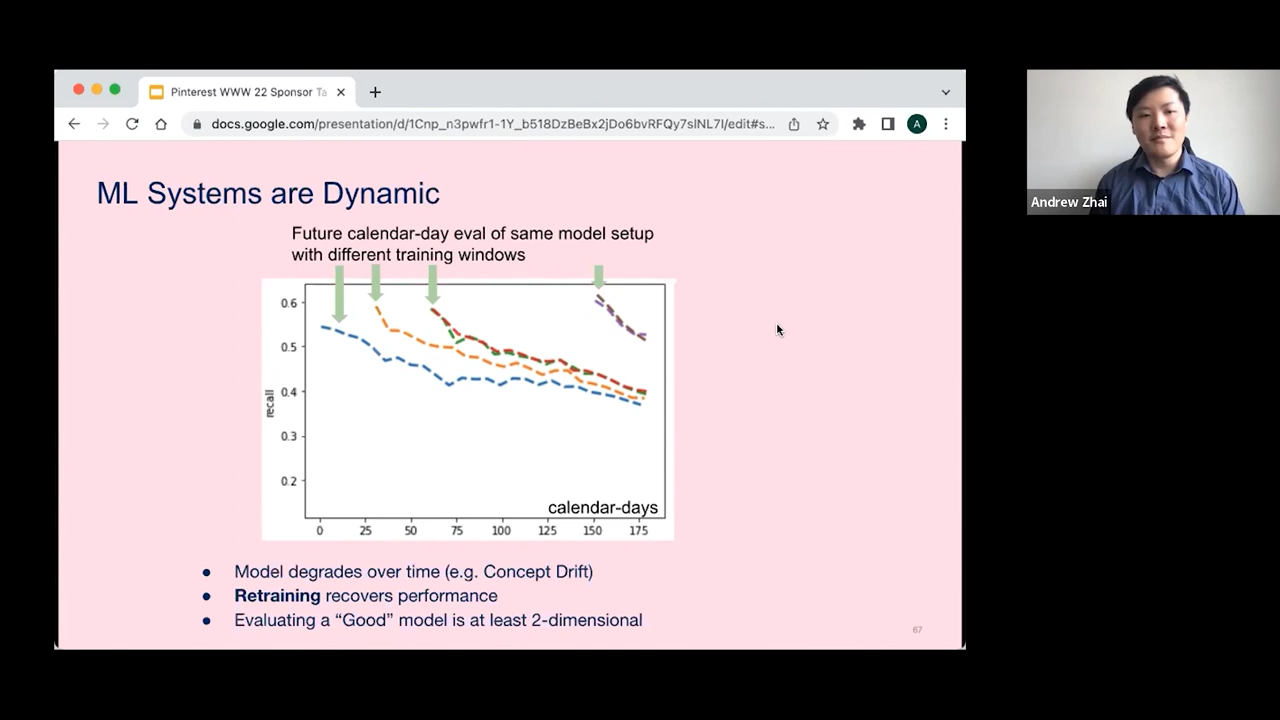 Pinterest WWW 22 Sponsor Ta
docs.google.com/presentation/d/1Cnp_n3pwfr1-1Y_b518DzBeBx2jDo6bvRFQy7slNL7I/edit#s...
A
Andrew Zhai
ML Systems are Dynamic
Future calendar-day eval of same model setup
with different training windows
0.6
0.5
0.4
0.3
0.2
recall
calendar-days
0 25 50 75 100 125 150 175
● Model degrades over time (e.g. Concept Drift)
● Retraining recovers performance
● Evaluating a “Good” model is at least 2-dimensional
67